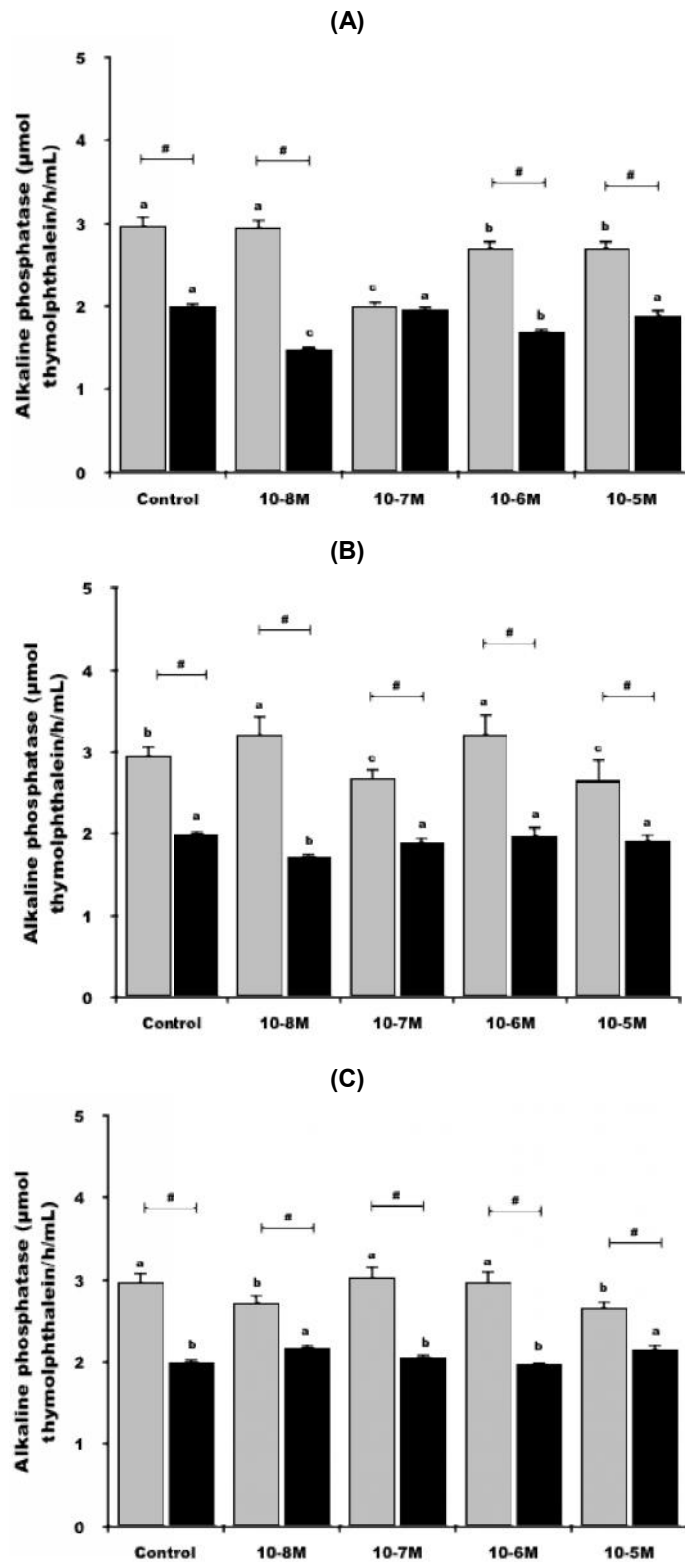 (A)
Alkaline phosphatase (µmol
thymolphthalein/h/mL)
5
4
3
2
1
0
# # # #
a a b b
c a
a c b a
Control 10-8M 10-7M 10-6M 10-5M
(B)
Alkaline phosphatase (µmol
thymolphthalein/h/mL)
5
4
3
2
1
0
# # # # #
b a c a c
a b a a a
Control 10-8M 10-7M 10-6M 10-5M
(C)
Alkaline phosphatase (µmol
thymolphthalein/h/mL)
5
4
3
2
1
0
# # # # #
a b a a b
b a b b a
Control 10-8M 10-7M 10-6M 10-5M